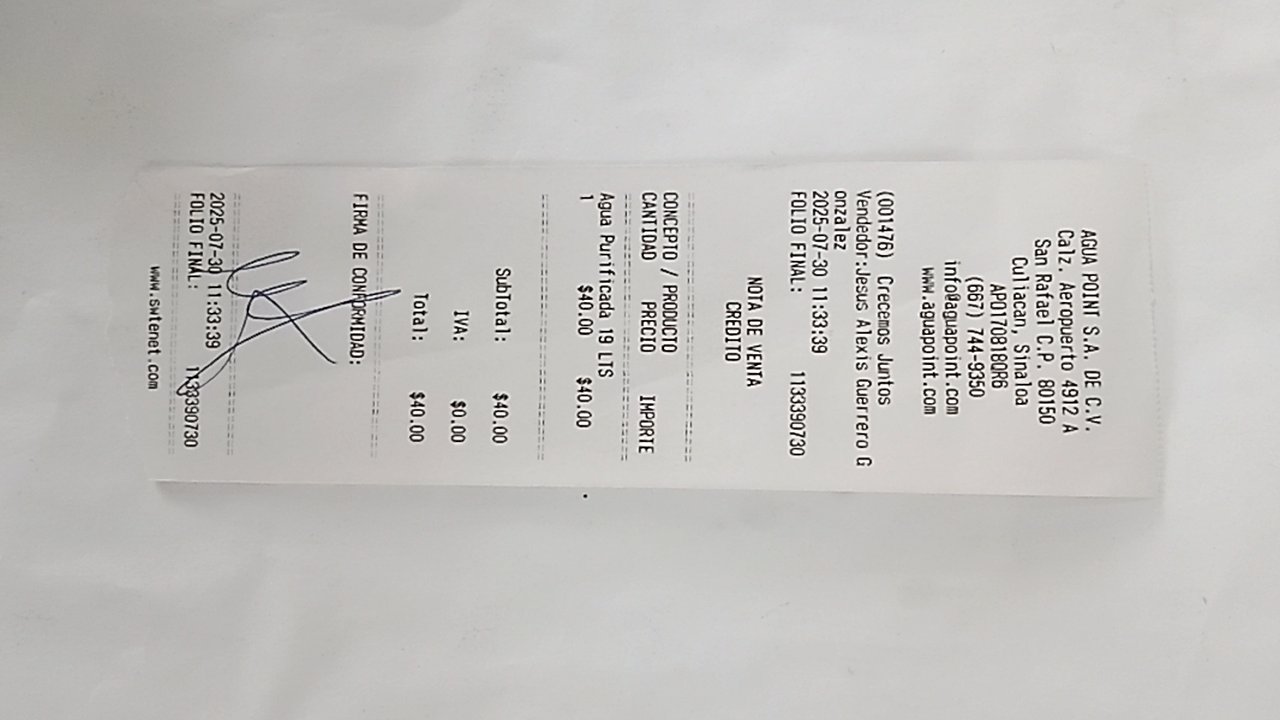 AGUA POINT S.A. DE C.V.
Calz. Aeropuerto 4912 A
San Rafael C.P. 80150
Culiacan, Sinaloa
APO170818QR6
(667) 744-9350
info@aguapoint.com
www.aguapoint.com
(001476) Crecemos Juntos
Vendedor:Jesus Alexis Guerrero G
onzalez
2025-07-30 11:33:39
FOLIO FINAL: 1133390730
NOTA DE VENTA
CREDITO
CONCEPTO / PRODUCTO
CANTIDAD PRECIO IMPORTE
Agua Purificada 19 LTS
1 $40.00 $40.00
SubTotal: $40.00
IVA: $0.00
Total: $40.00
FIRMA DE CONFORMIDAD:
2025-07-30 11:33:39
FOLIO FINAL: 1133390730
www.swtenet.com